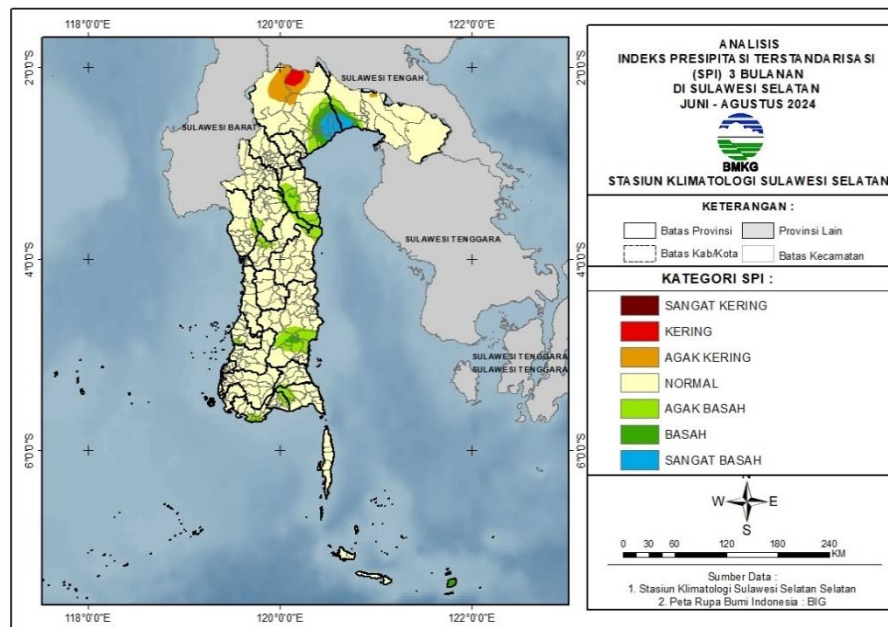 118°0'0"E
120°0'0"E
122°0'0"E
2°0'0"S
4°0'0"S
6°0'0"S
SULAWESI TENGAH
SULAWESI BARAT
SULAWESI TENGGARA
SULAWESI TENGGARA
SULAWESI TENGGARA
2°0'0"S
4°0'0"S
6°0'0"S
118°0'0"E
120°0'0"E
122°0'0"E
ANALISIS
INDEKS PRESIPITASI TERSTANDARISASI
(SPI) 3 BULANAN
DI SULAWESI SELATAN
JUNI - AGUSTUS 2024
BMKG
STASIUN KLIMATOLOGI SULAWESI SELATAN
KETERANGAN :
Batas Provinsi
Provinsi Lain
Batas Kab/Kota
Batas Kecamatan
KATEGORI SPI :
SANGAT KERING
KERING
AGAK KERING
NORMAL
AGAK BASAH
BASAH
SANGAT BASAH
N
W E
S
0 15 30 60 120 180 240
KM
Sumber Data :
1. Stasiun Klimatologi Sulawesi Selatan Selatan
2. Peta Rupa Bumi Indonesia : BIG